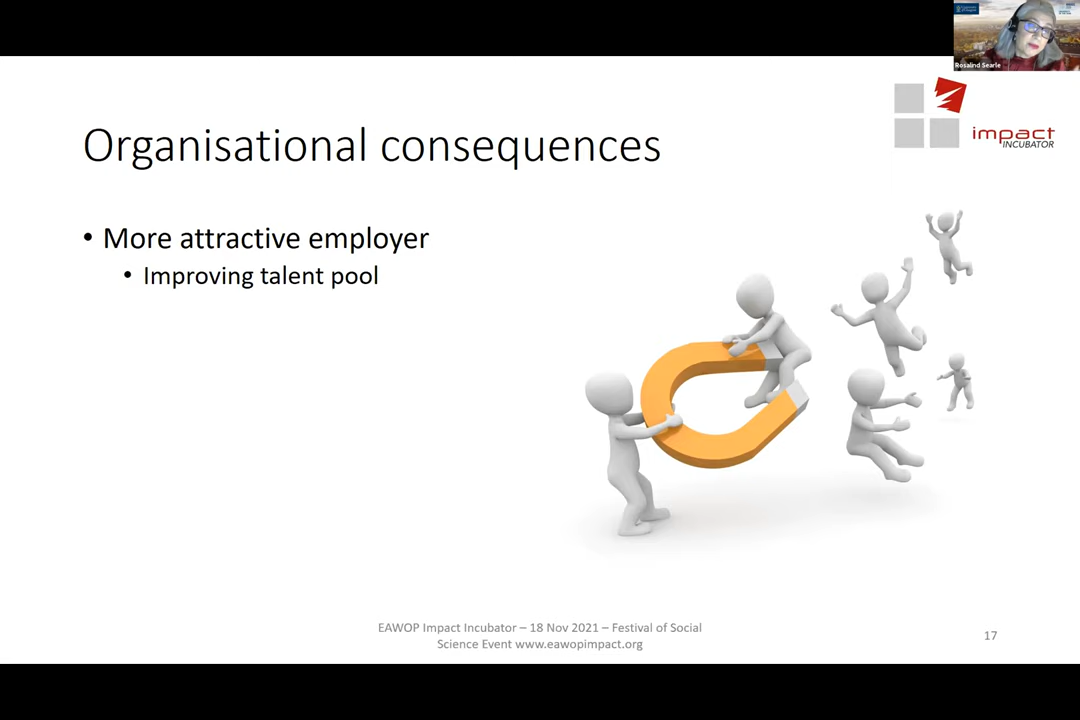 Rosalind Searle
impact
INCUBATOR
Organisational consequences
• More attractive employer
• Improving talent pool
EAWOP Impact Incubator – 18 Nov 2021 – Festival of Social
Science Event www.eawopimpact.org
17